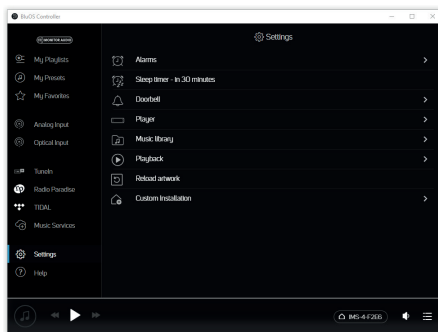 BluOS Controller
MONITOR AUDIO
Settings
My Playlists
My Presets
My Favorites
Analog Input
Optical Input
TuneIn
Radio Paradise
TIDAL
Music Services
Settings
Help
Alarms
Sleep timer - in 30 minutes
Doorbell
Player
Music library
Playback
Reload artwork
Custom Installation
IMS-4-F2E6